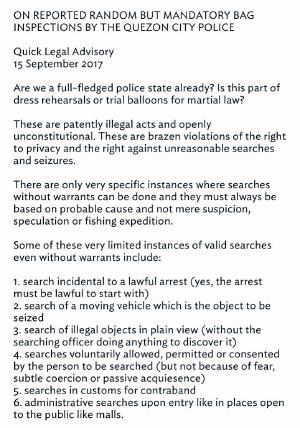 ON REPORTED RANDOM BUT MANDATORY BAG
INSPECTIONS BY THE QUEZON CITY POLICE
Quick Legal Advisory
15 September 2017
Are we a full-fledged police state already? Is this part of
dress rehearsals or trial balloons for martial law?
These are patently illegal acts and openly
unconstitutional. These are brazen violations of the right
to privacy and the right against unreasonable searches
and seizures.
There are only very specific instances where searches
without warrants can be done and they must always be
based on probable cause and not mere suspicion,
speculation or fishing expedition.
Some of these very limited instances of valid searches
even without warrants include:
1. search incidental to a lawful arrest (yes, the arrest
must be lawful to start with)
2. search of a moving vehicle which is the object to be
seized
3. search of illegal objects in plain view (without the
searching officer doing anything to discover it)
4. searches voluntarily allowed, permitted or consented
by the person to be searched (but not because of fear,
subtle coercion or passive acquiesence)
5. searches in customs for contraband
6. administrative searches upon entry like in places open
to the public like malls.